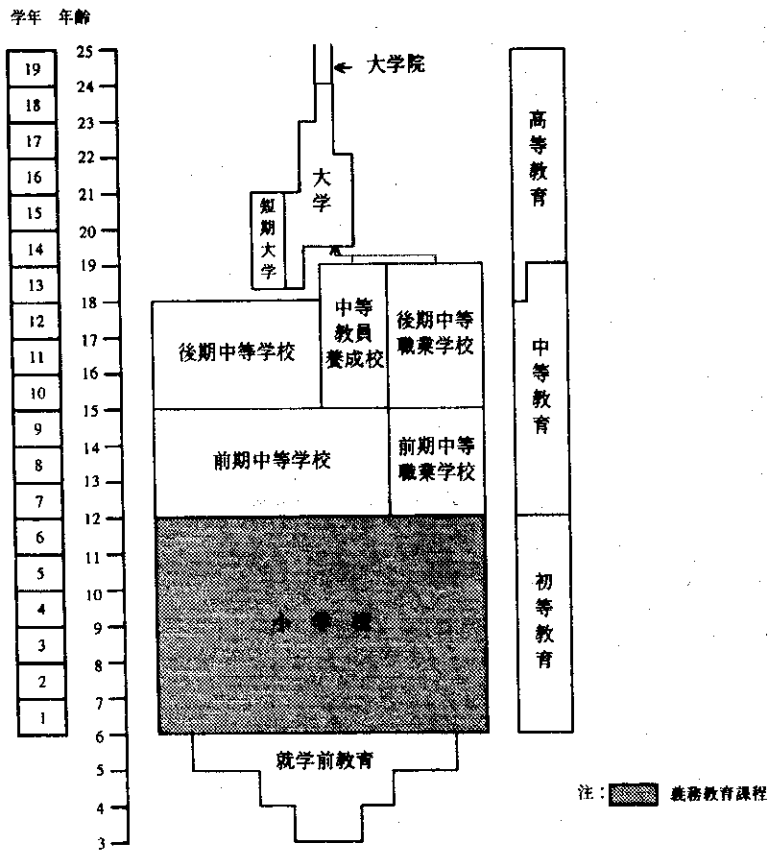 学年 年齢
19
18
17
16
15
14
13
12
11
10
9
8
7
6
5
4
3
2
1
25
24
23
22
21
20
19
18
17
16
15
14
13
12
11
10
9
8
7
6
5
4
3
大学院
大学
短期大学
中等
教員
養成校
後期中等
職業学校
後期中等学校
前期中等学校
前期中等
職業学校
小学校
就学前教育
高等教育
中等教育
初等教育
注: 義務教育課程